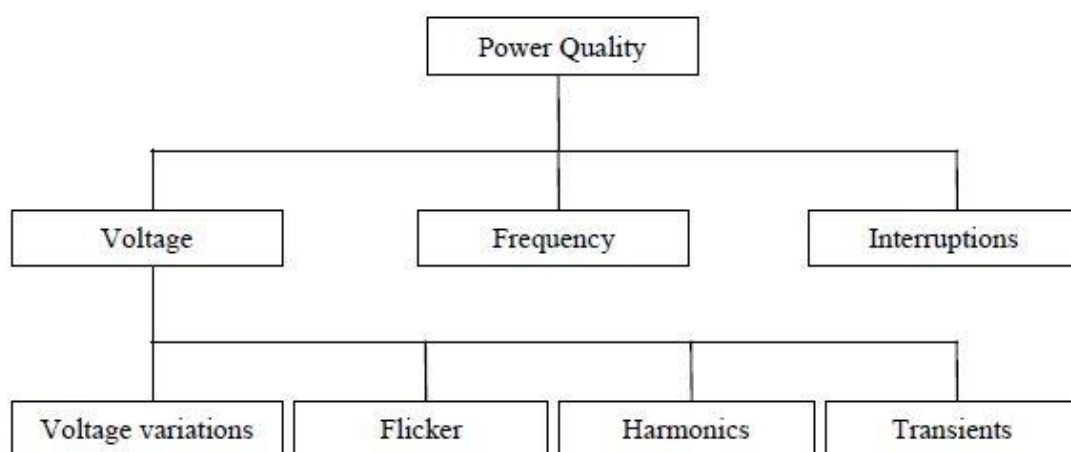 Power Quality
Voltage
Frequency
Interruptions
Voltage variations
Flicker
Harmonics
Transients